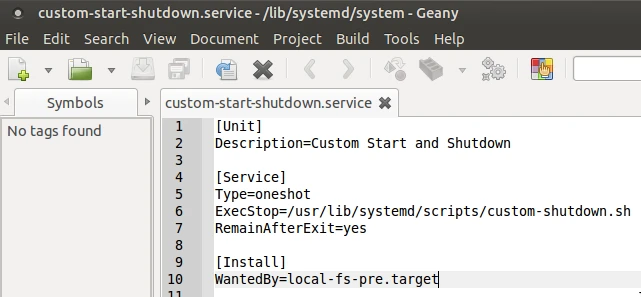 custom-start-shutdown.service - /lib/systemd/system - Geany
File Edit Search View Document Project Build Tools Help
Symbols
custom-start-shutdown.service
No tags found
1 [Unit]
2 Description=Custom Start and Shutdown
3
4 [Service]
5 Type=oneshot
6 ExecStop=/usr/lib/systemd/scripts/custom-shutdown.sh
7 RemainAfterExit=yes
8
9 [Install]
10 WantedBy=local-fs-pre.target
11